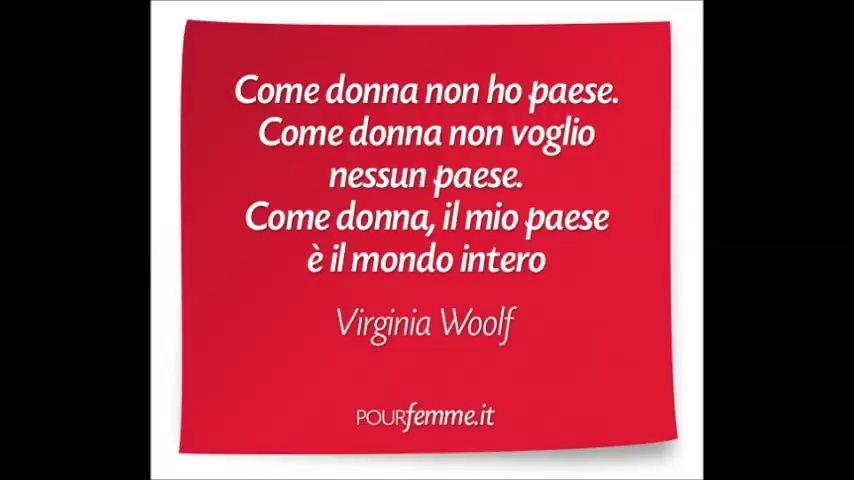 Come donna non ho paese.
Come donna non voglio
nessun paese.
Come donna, il mio paese
è il mondo intero
Virginia Woolf
POURfemme.it